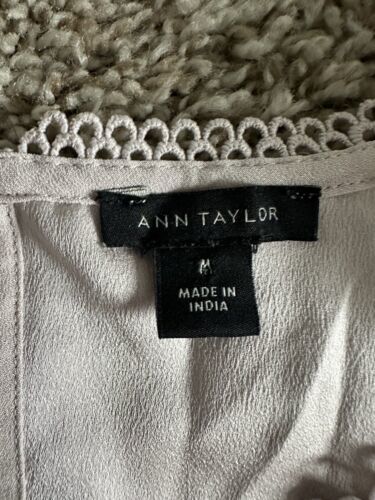 ANN TAYLOR
M
MADE IN
INDIA